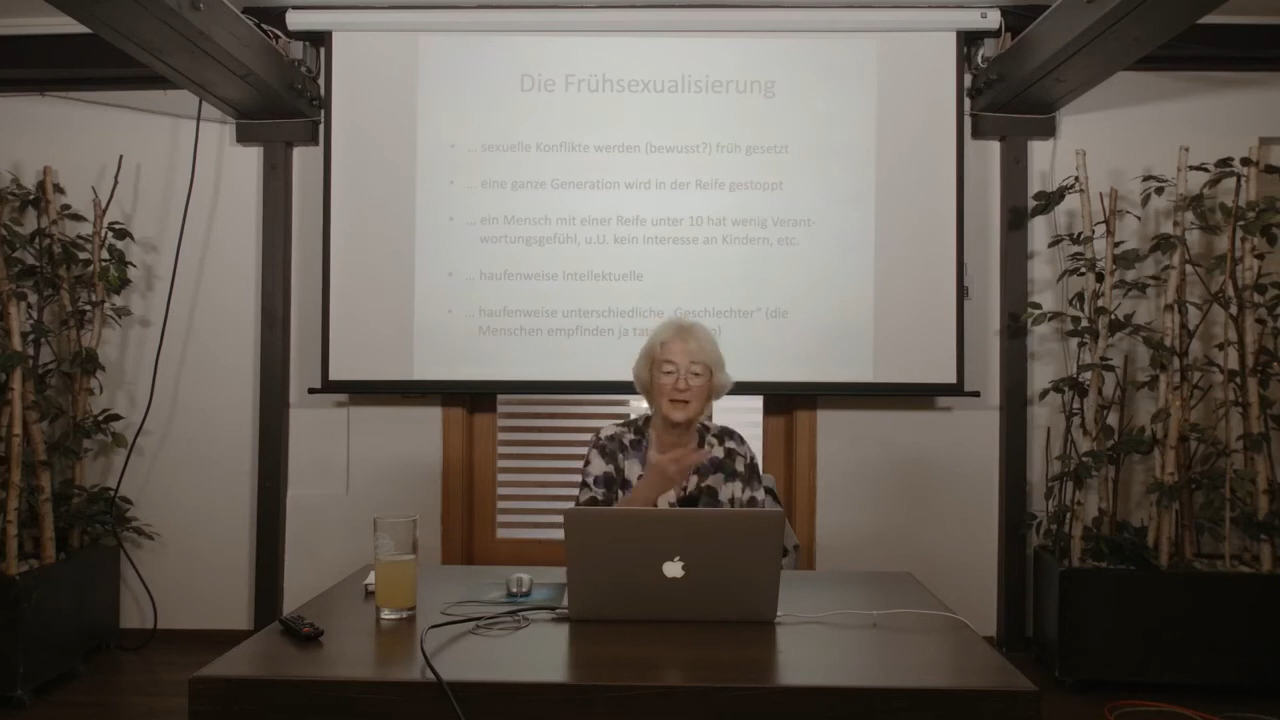 Die Frühsexualisierung
• ... sexuelle Konflikte werden (bewusst?) früh gesetzt
• ... eine ganze Generation wird in der Reife gestoppt
• ... ein Mensch mit einer Reife unter 10 hat wenig Verant-
wortungsgefühl, u.U. kein Interesse an Kindern, etc.
• ... haufenweise Intellektuelle
• ... haufenweise unterschiedliche „Geschlechter" (die
Menschen empfinden ja